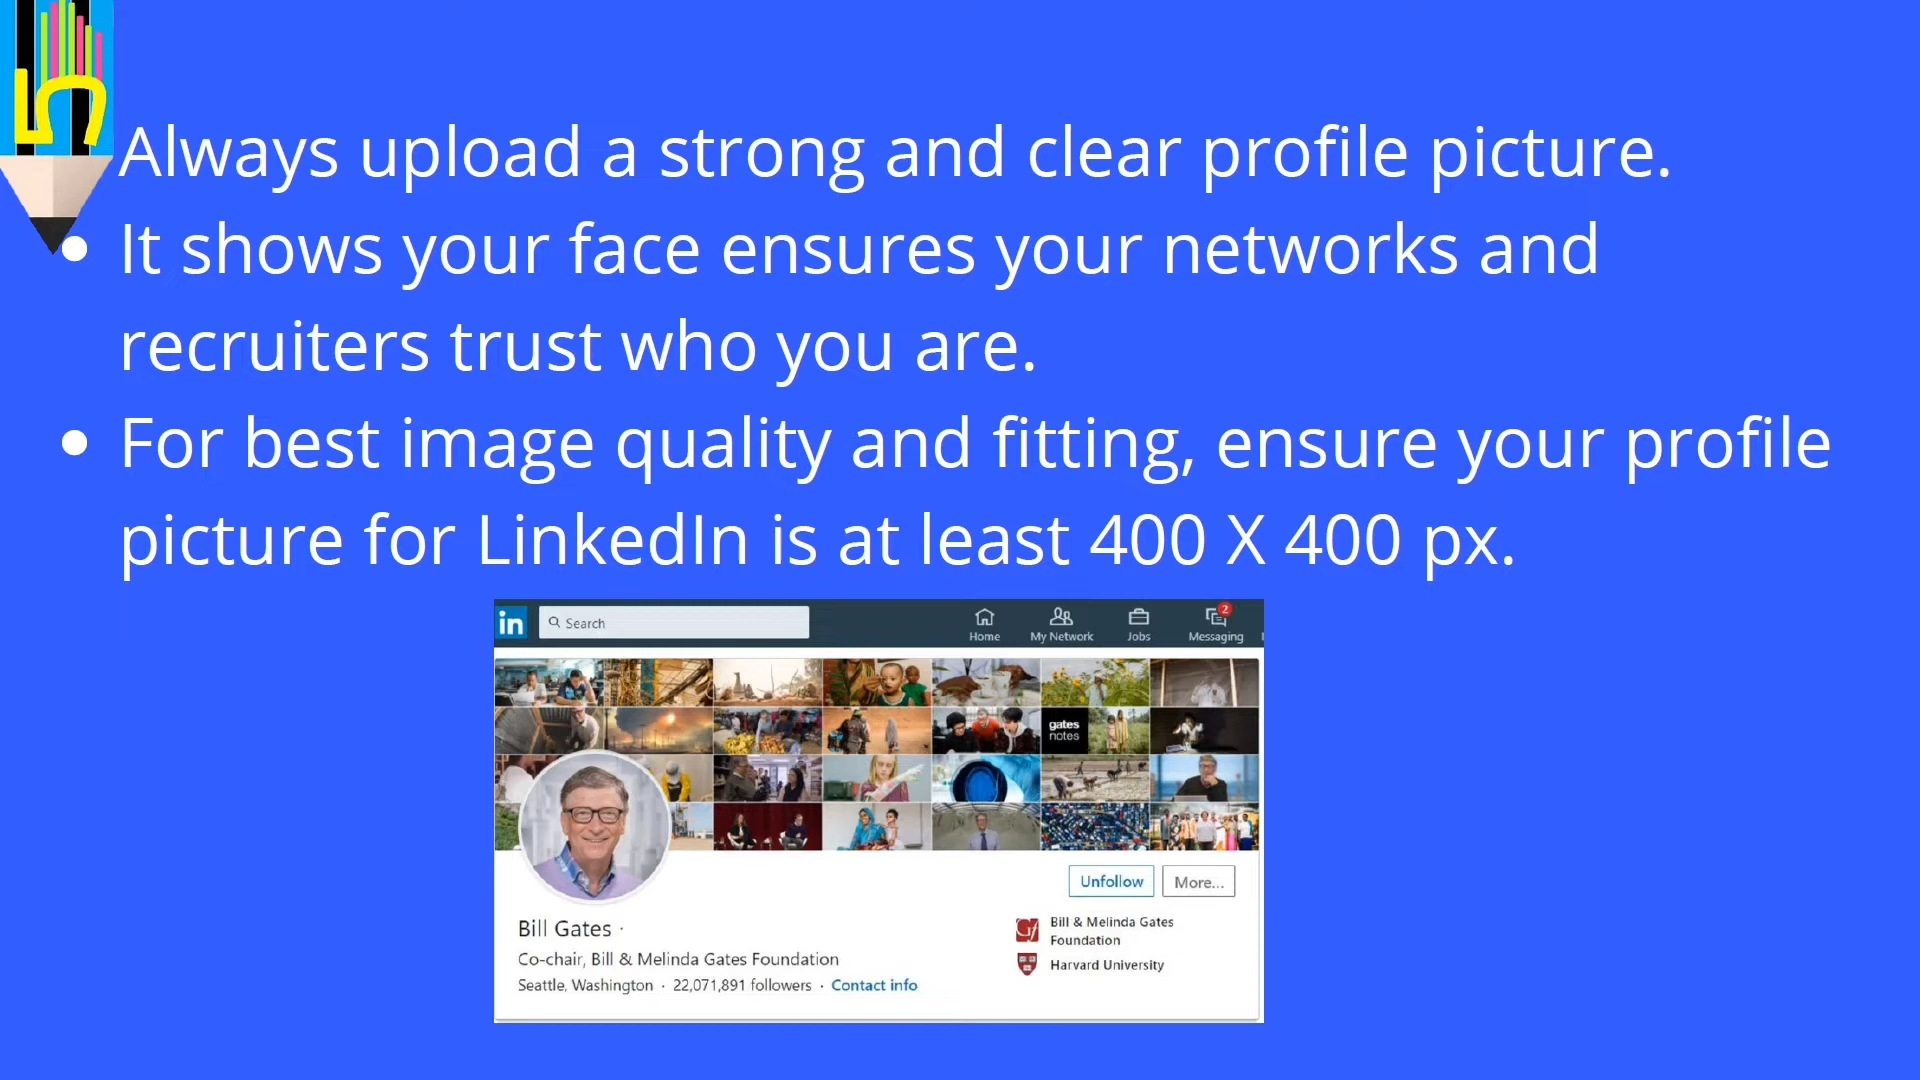 Always upload a strong and clear profile picture.
• It shows your face ensures your networks and
recruiters trust who you are.
• For best image quality and fitting, ensure your profile
picture for LinkedIn is at least 400 X 400 px.
in
Search
Home
My Network
Jobs
Messaging
2
gates
notes
Unfollow
More...
Bill Gates ·
Co-chair, Bill & Melinda Gates Foundation
Seattle, Washington · 22,071,891 followers · Contact info
Bill & Melinda Gates
Foundation
Harvard University